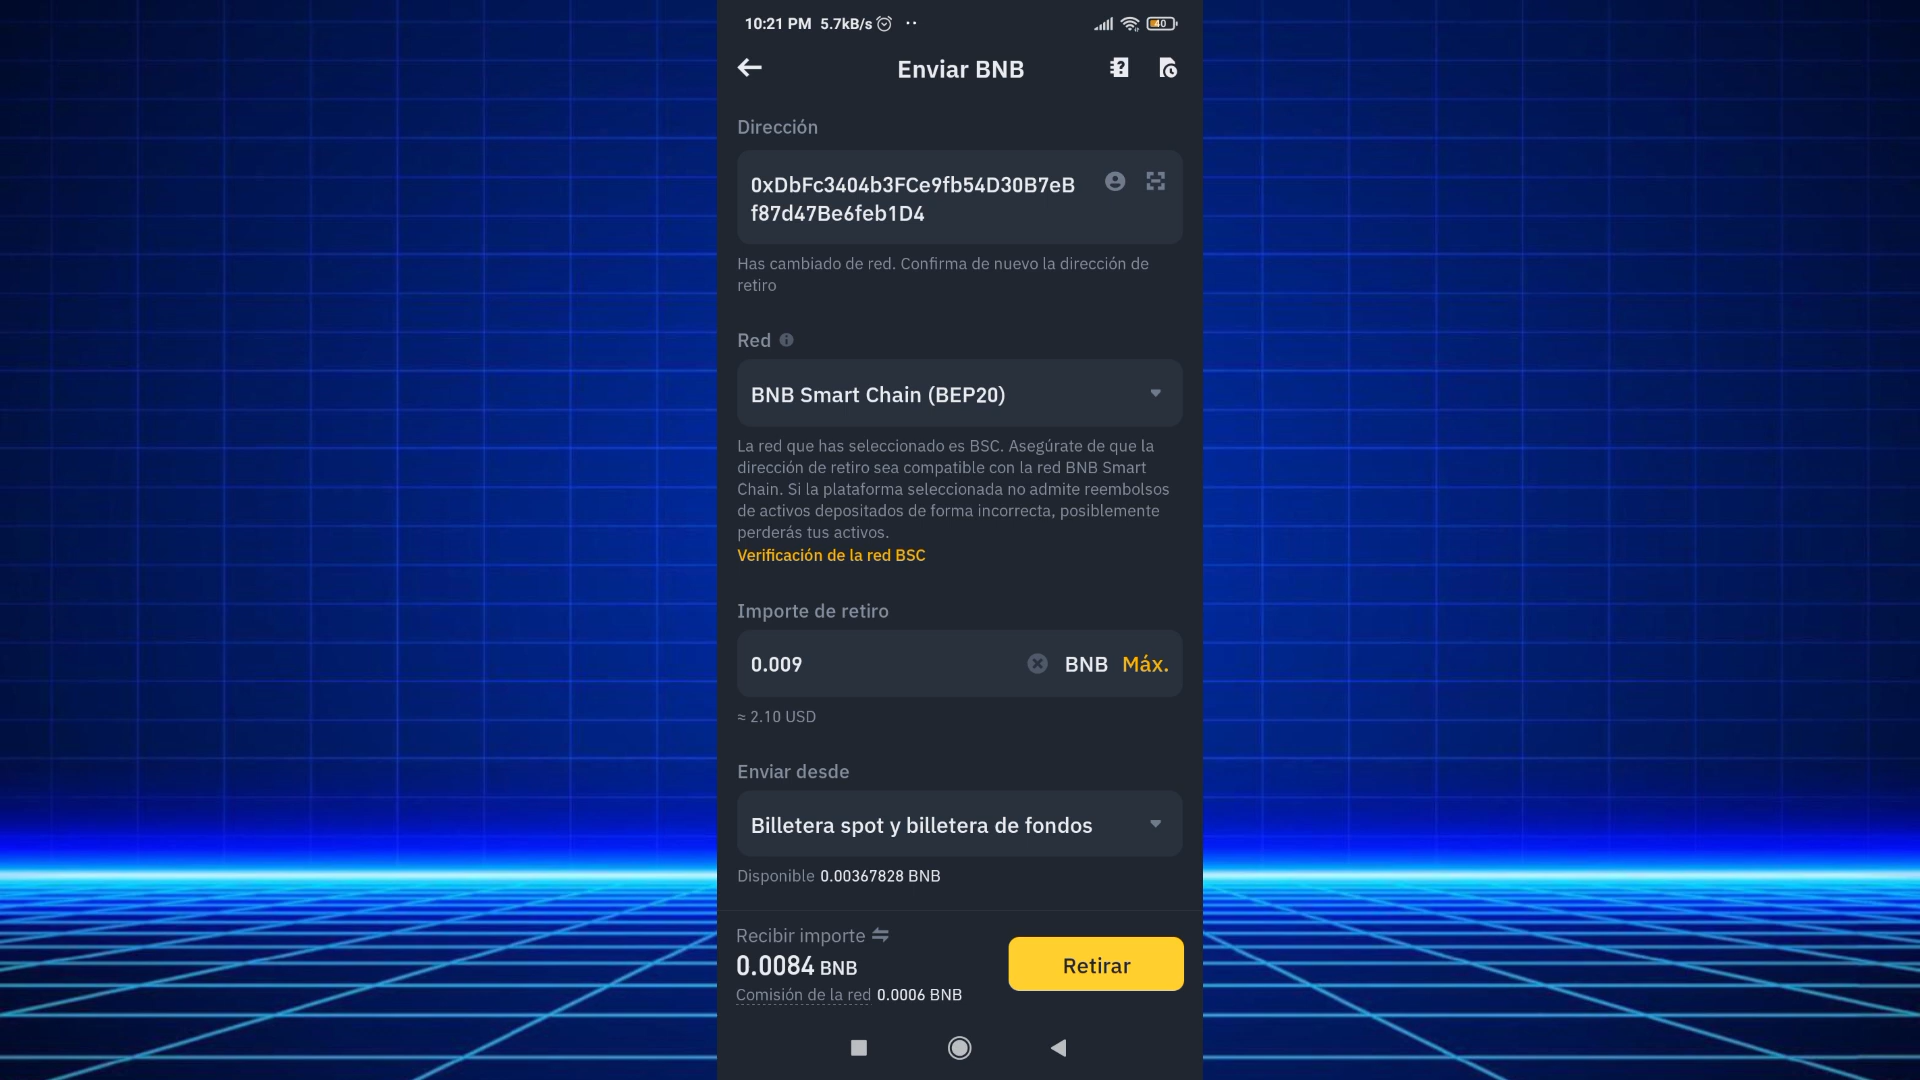 10:21 PM 5.7kB/s 40
Enviar BNB
Dirección
0xDbFc3404b3FCe9fb54D30B7eB
f87d47Be6feb1D4
Has cambiado de red. Confirma de nuevo la dirección de
retiro
Red
BNB Smart Chain (BEP20)
La red que has seleccionado es BSC. Asegúrate de que la
dirección de retiro sea compatible con la red BNB Smart
Chain. Si la plataforma seleccionada no admite reembolsos
de activos depositados de forma incorrecta, posiblemente
perderás tus activos.
Verificación de la red BSC
Importe de retiro
0.009 BNB Máx.
≈ 2.10 USD
Enviar desde
Billetera spot y billetera de fondos
Disponible 0.00367828 BNB
Recibir importe
0.0084 BNB
Retirar
Comisión de la red 0.0006 BNB